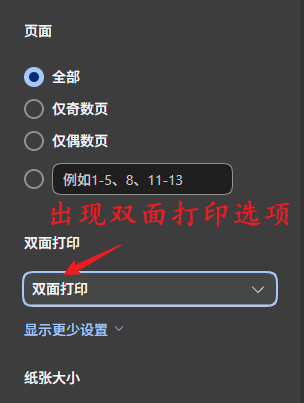 页面
全部
仅奇数页
仅偶数页
例如1-5、8、11-13
出现双面打印选项
双面打印
双面打印
显示更少设置
纸张大小